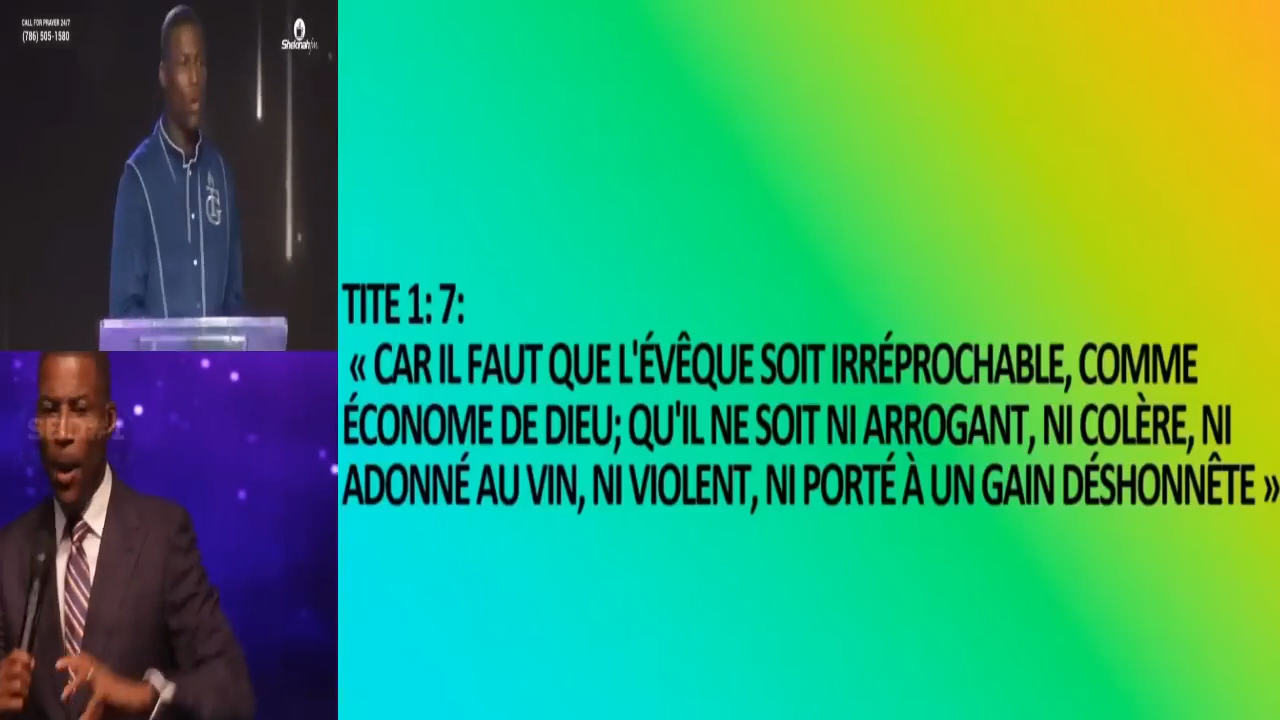 CALL FOR PRAYER 24/7
(786) 505-1580
Shekinah.fm
TITE 1: 7:
« CAR IL FAUT QUE L'ÉVÊQUE SOIT IRRÉPROCHABLE, COMME
ÉCONOME DE DIEU; QU'IL NE SOIT NI ARROGANT, NI COLÈRE, NI
ADONNÉ AU VIN, NI VIOLENT, NI PORTÉ À UN GAIN DÉSHONNÊTE »